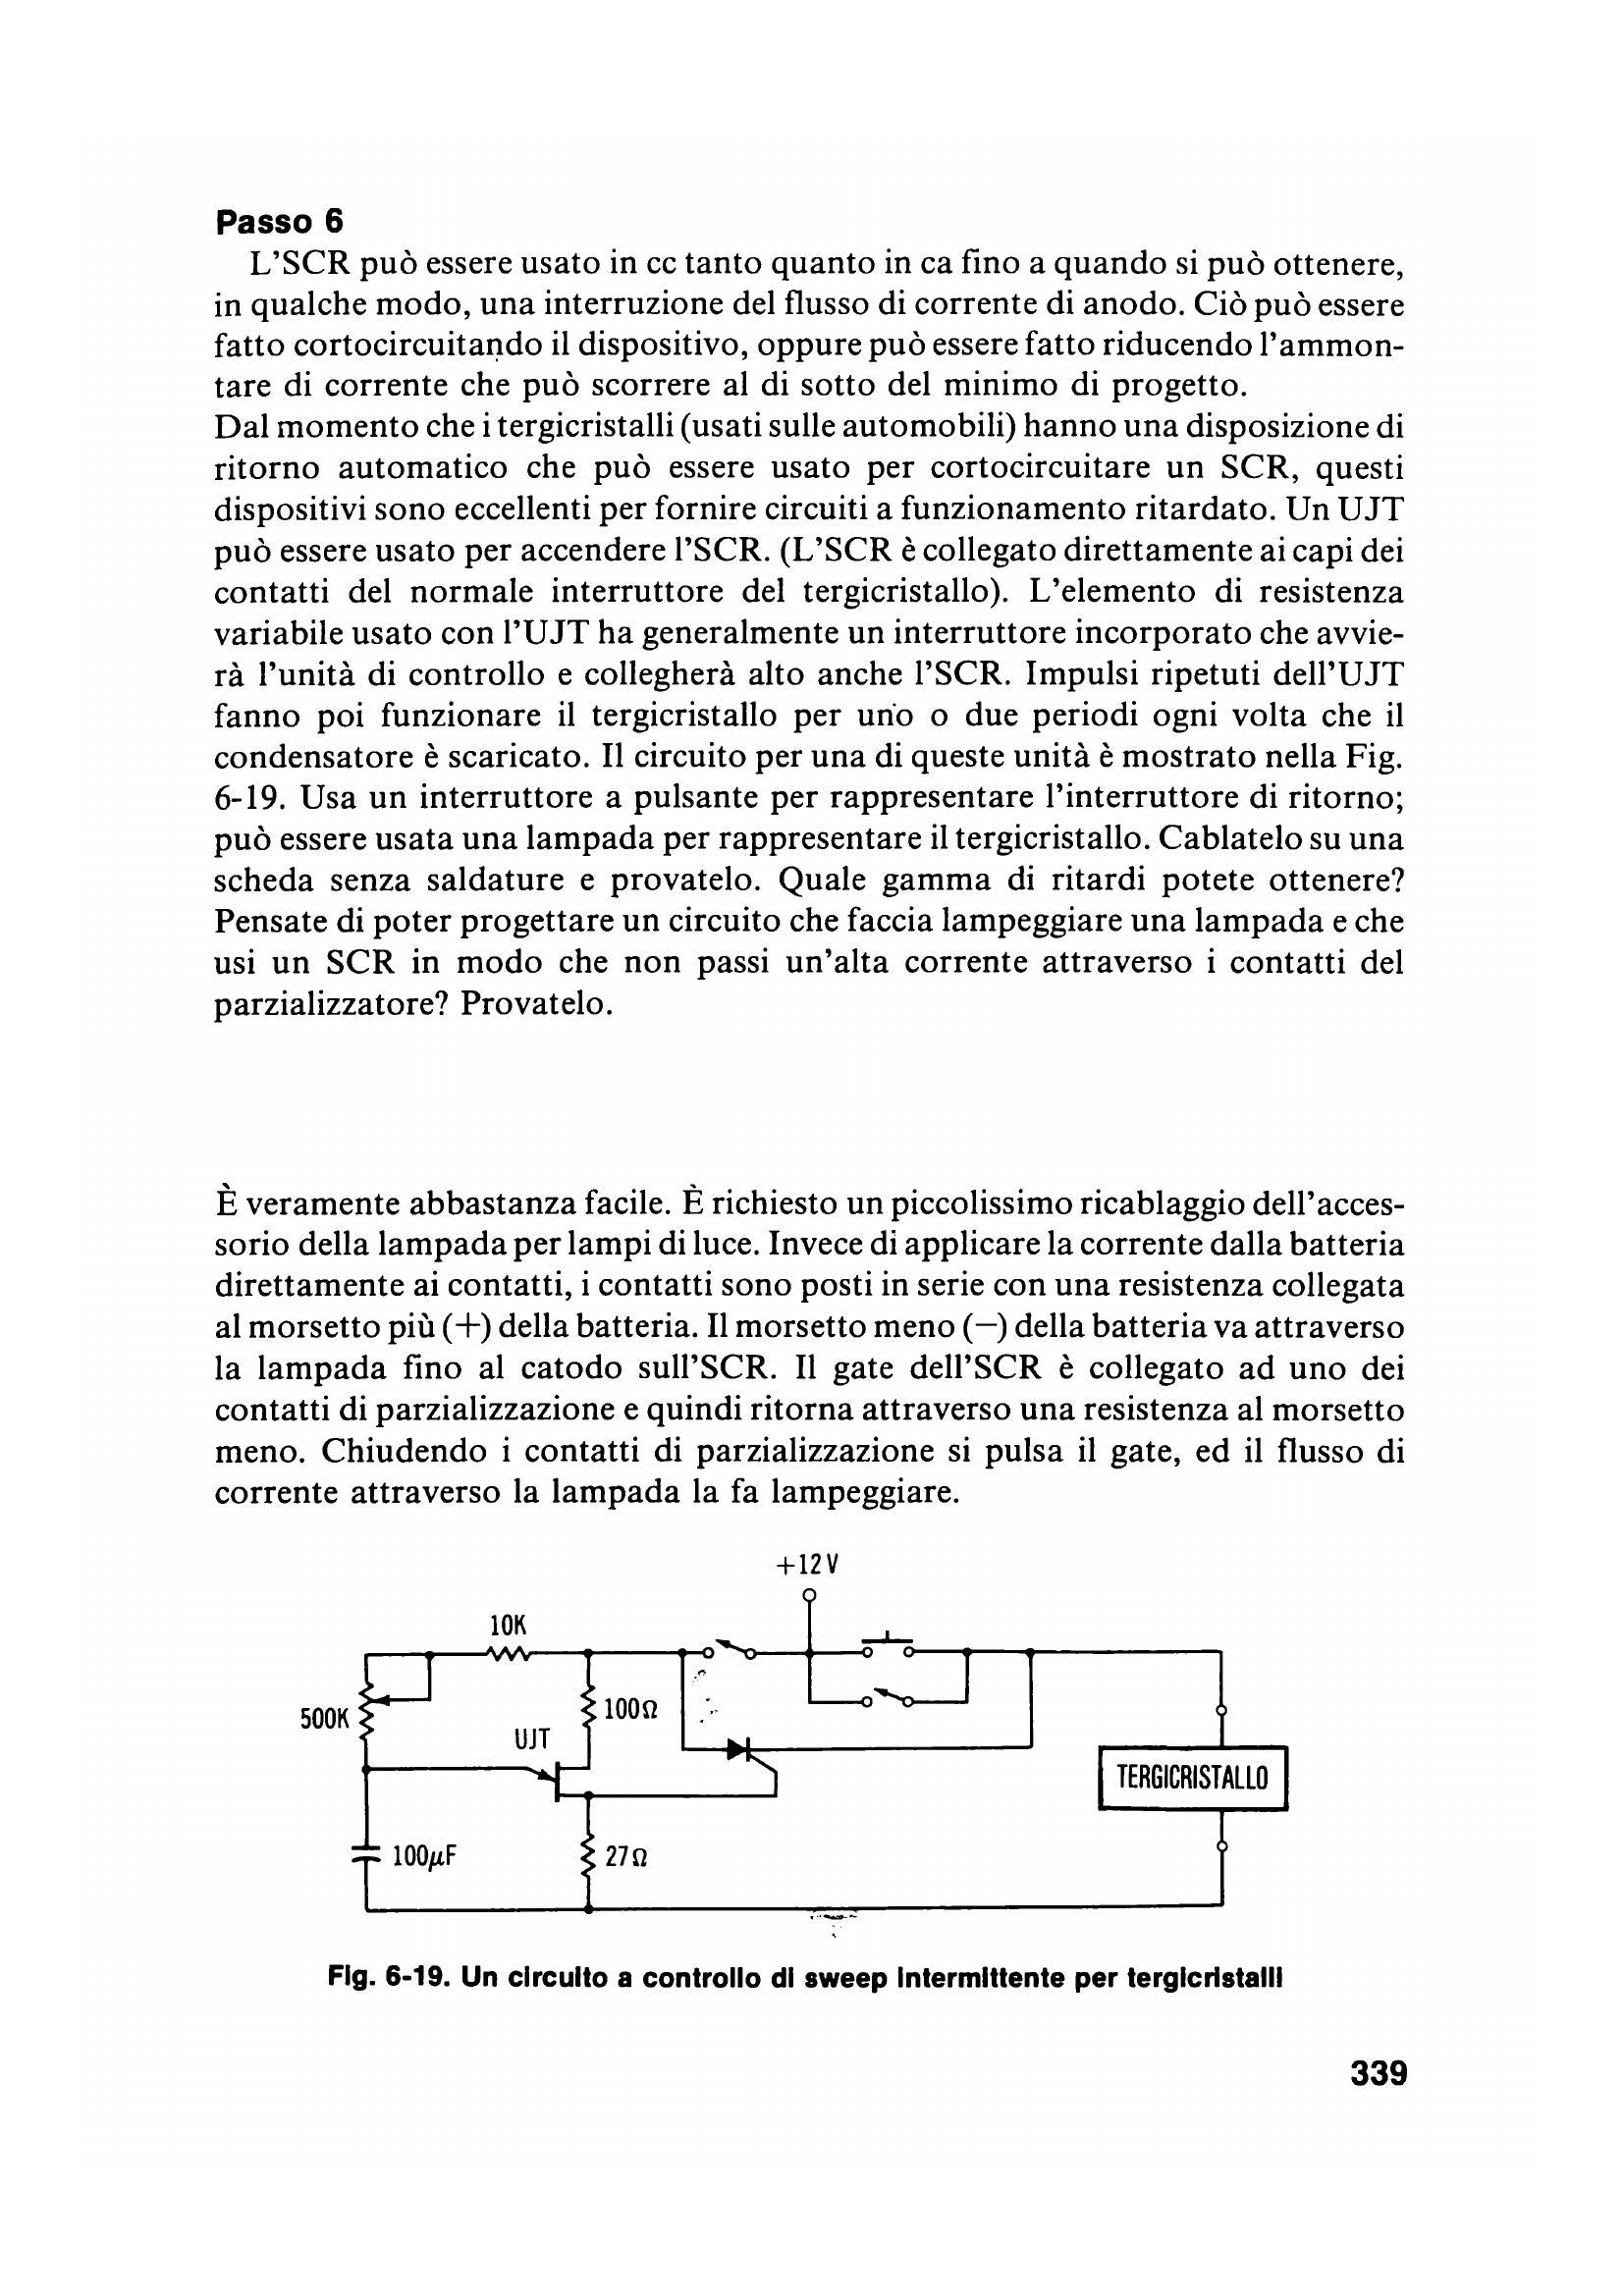 Passo 6
L'SCR può essere usato in cc tanto quanto in ca fino a quando si può ottenere,
in qualche modo, una interruzione del flusso di corrente di anodo. Ciò può essere
fatto cortocircuitando il dispositivo, oppure può essere fatto riducendo l'ammon-
tare di corrente che può scorrere al di sotto del minimo di progetto.
Dal momento che i tergicristalli (usati sulle automobili) hanno una disposizione di
ritorno automatico che può essere usato per cortocircuitare un SCR, questi
dispositivi sono eccellenti per fornire circuiti a funzionamento ritardato. Un UJT
può essere usato per accendere l'SCR. (L'SCR è collegato direttamente ai capi dei
contatti del normale interruttore del tergicristallo). L'elemento di resistenza
variabile usato con l'UJT ha generalmente un interruttore incorporato che avvie-
rà l'unità di controllo e collegherà alto anche l'SCR. Impulsi ripetuti dell'UJT
fanno poi funzionare il tergicristallo per uno o due periodi ogni volta che il
condensatore è scaricato. Il circuito per una di queste unità è mostrato nella Fig.
6-19. Usa un interruttore a pulsante per rappresentare l'interruttore di ritorno;
può essere usata una lampada per rappresentare il tergicristallo. Cablatelo su una
scheda senza saldature e provatelo. Quale gamma di ritardi potete ottenere?
Pensate di poter progettare un circuito che faccia lampeggiare una lampada e che
usi un SCR in modo che non passi un'alta corrente attraverso i contatti del
parzializzatore? Provatelo.
È veramente abbastanza facile. È richiesto un piccolissimo ricablaggio dell'acces-
sorio della lampada per lampi di luce. Invece di applicare la corrente dalla batteria
direttamente ai contatti, i contatti sono posti in serie con una resistenza collegata
al morsetto più (+) della batteria. Il morsetto meno (−) della batteria va attraverso
la lampada fino al catodo sull'SCR. Il gate dell'SCR è collegato ad uno dei
contatti di parzializzazione e quindi ritorna attraverso una resistenza al morsetto
meno. Chiudendo i contatti di parzializzazione si pulsa il gate, ed il flusso di
corrente attraverso la lampada la fa lampeggiare.
+12 V
10K
500K
100Ω
UJT
TERGICRISTALLO
100μF
27Ω
Fig. 6-19. Un circuito a controllo di sweep intermittente per tergicristalli
339